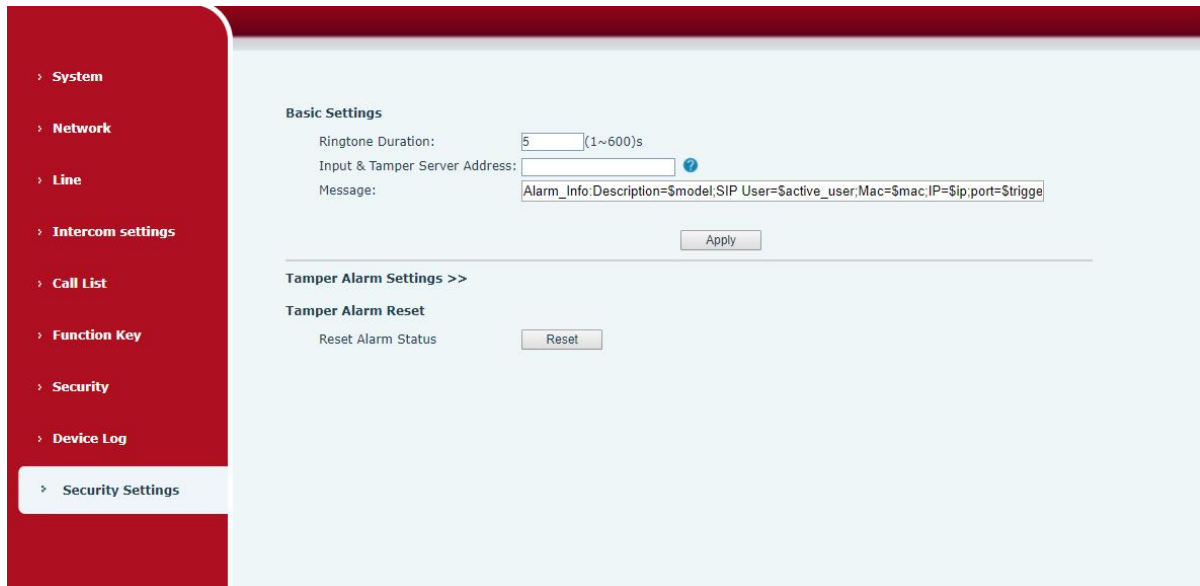 System
Network
Line
Intercom settings
Call List
Function Key
Security
Device Log
Security Settings
Basic Settings
Ringtone Duration: 5 (1~600)s
Input & Tamper Server Address: ?
Message: Alarm_Info:Description=$model;SIP User=$active_user;Mac=$mac;IP=$ip;port=$trigge
Apply
Tamper Alarm Settings >>
Tamper Alarm Reset
Reset Alarm Status Reset